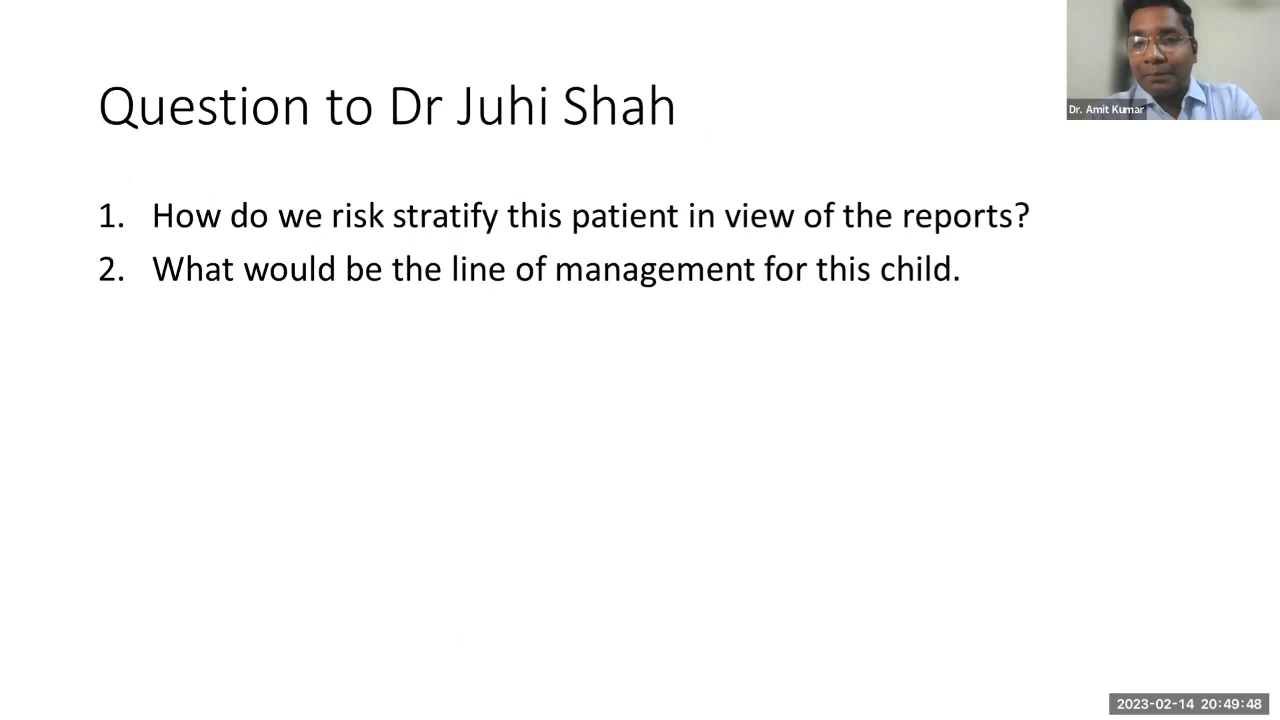 Dr. Amit Kumar
Question to Dr Juhi Shah
1. How do we risk stratify this patient in view of the reports?
2. What would be the line of management for this child.
2023-02-14 20:49:48